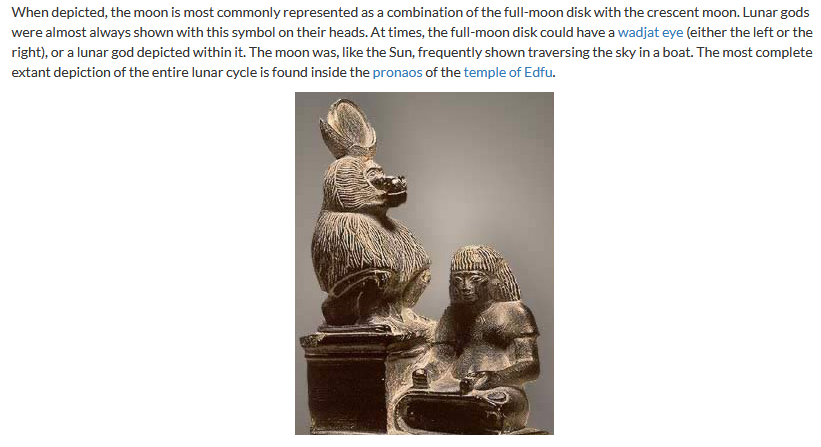 When depicted, the moon is most commonly represented as a combination of the full-moon disk with the crescent moon. Lunar gods
were almost always shown with this symbol on their heads. At times, the full-moon disk could have a wadjat eye (either the left or the
right), or a lunar god depicted within it. The moon was, like the Sun, frequently shown traversing the sky in a boat. The most complete
extant depiction of the entire lunar cycle is found inside the pronaos of the temple of Edfu.